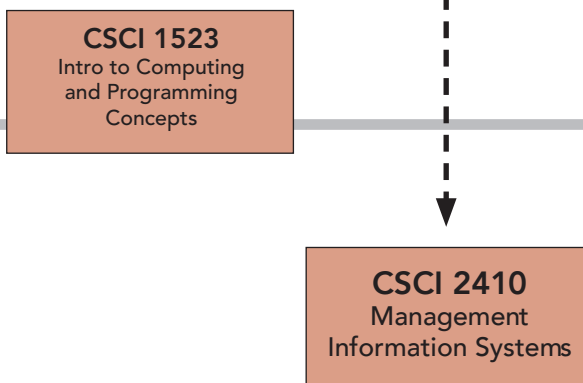 CSCI 1523
Intro to Computing
and Programming
Concepts
CSCI 2410
Management
Information Systems